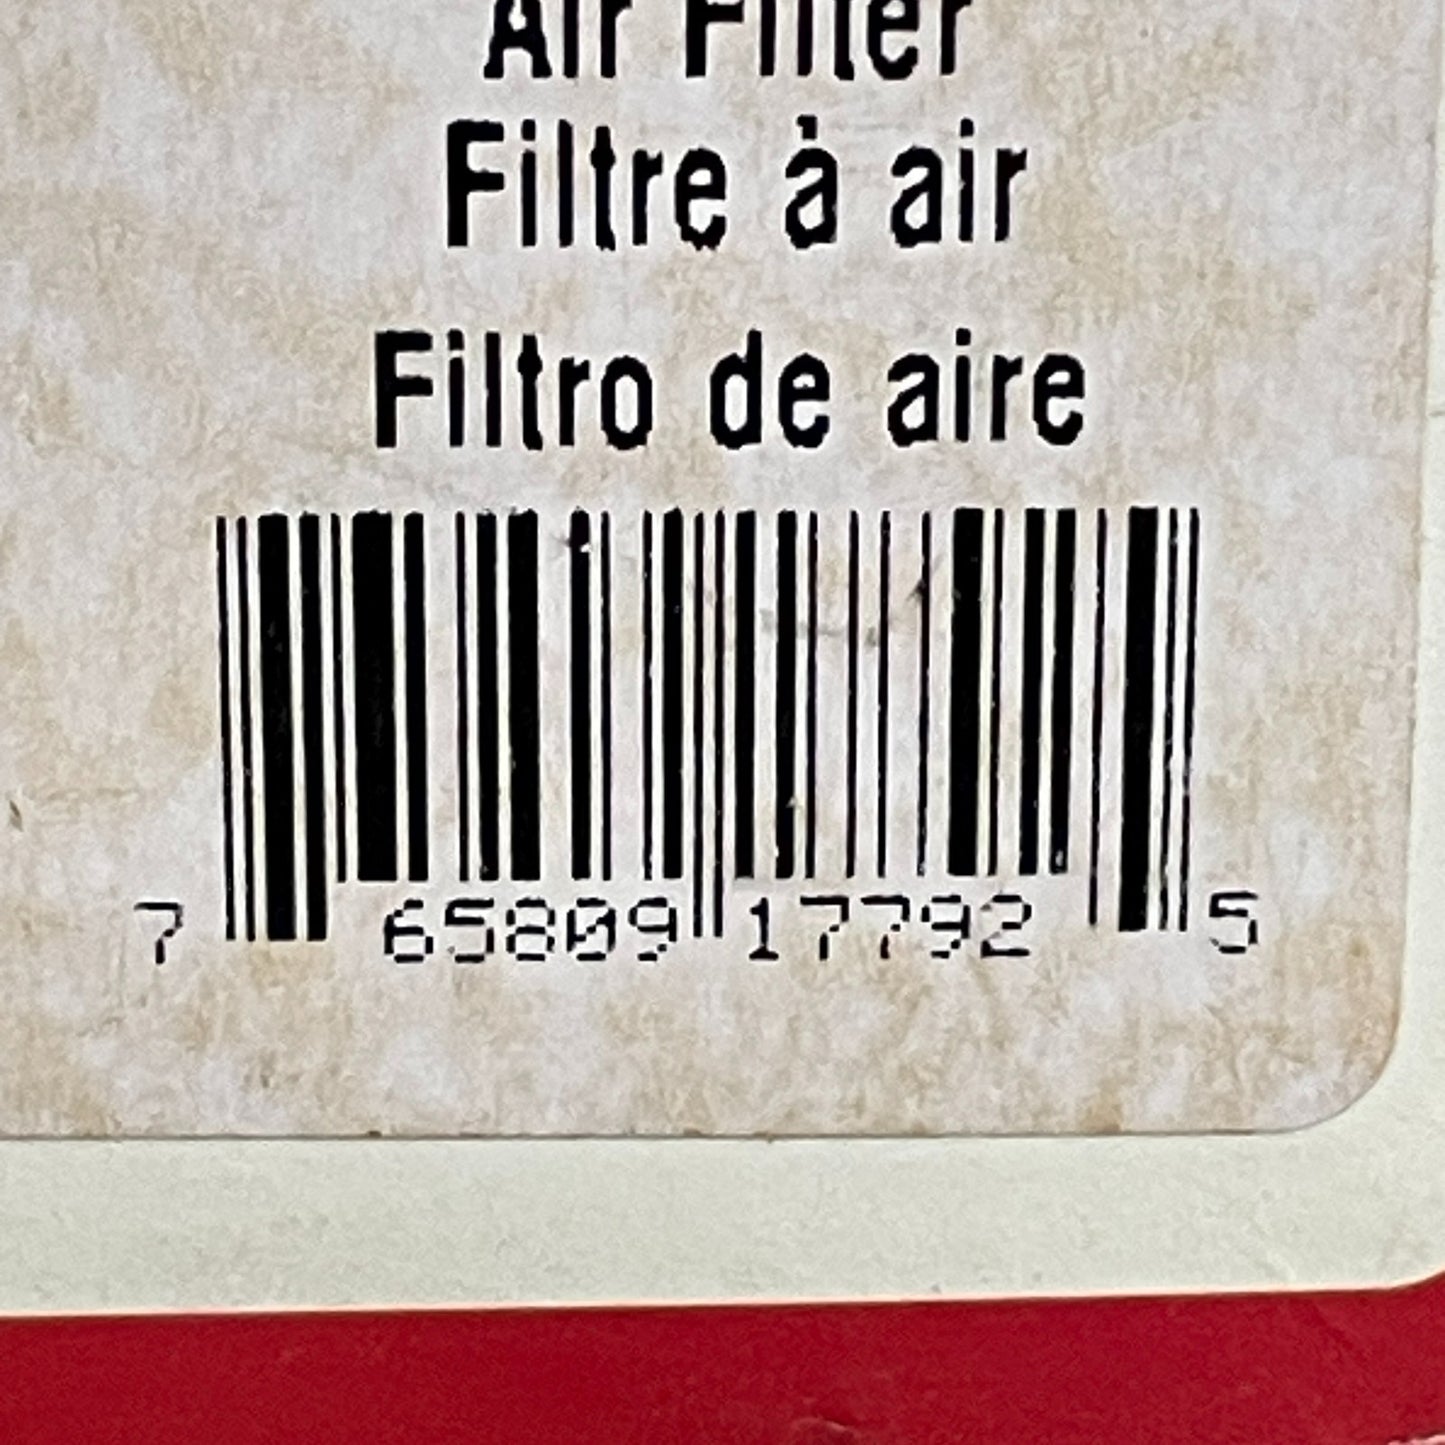 Air Filter
Filtre à air
Filtro de aire
7 65809 17792 5